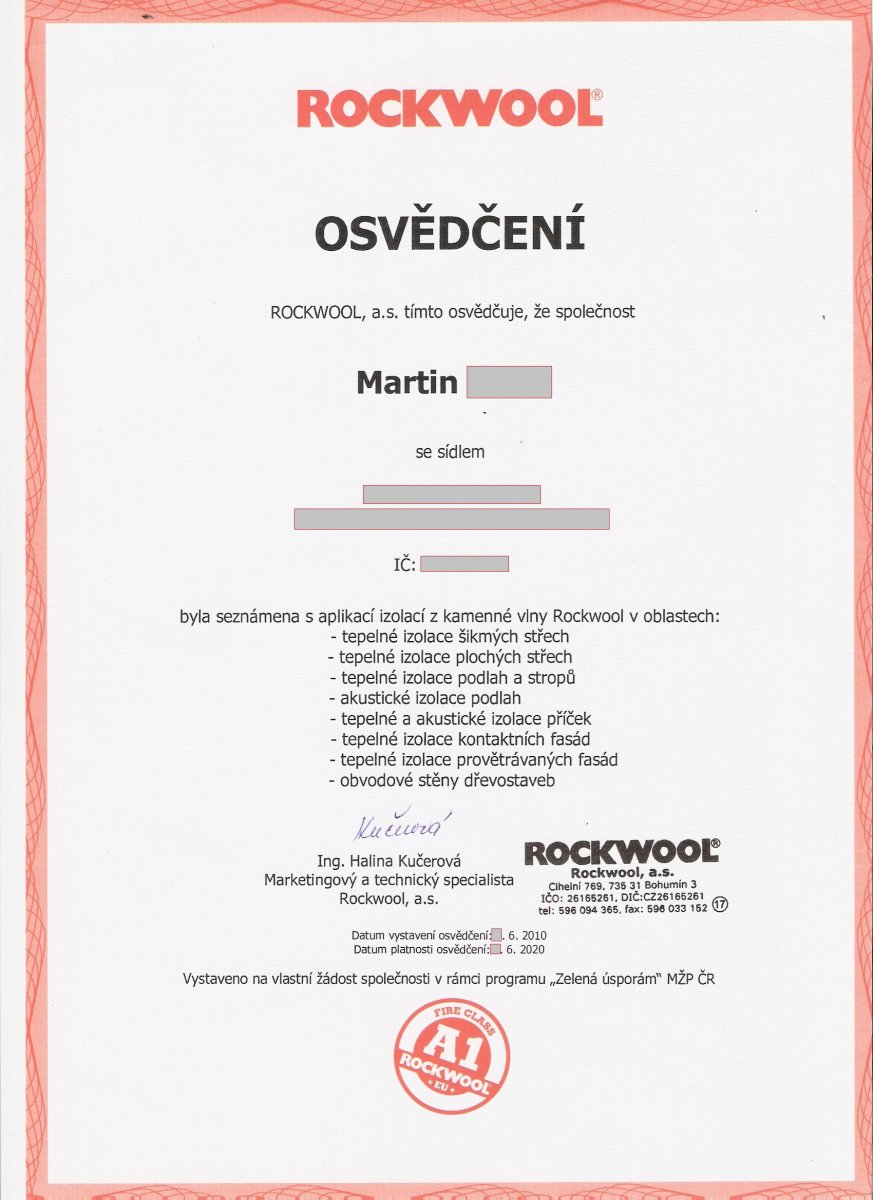 ROCKWOOL®
OSVĚDČENÍ
ROCKWOOL, a.s. tímto osvědčuje, že společnost
Martin
se sídlem
IČ:
byla seznámena s aplikací izolací z kamenné vlny Rockwool v oblastech:
- tepelné izolace šikmých střech
- tepelné izolace plochých střech
- tepelné izolace podlah a stropů
- akustické izolace podlah
- tepelné a akustické izolace příček
- tepelné izolace kontaktních fasád
- tepelné izolace provětrávaných fasád
- obvodové stěny dřevostaveb
Kučerová
Ing. Halina Kučerová
Marketingový a technický specialista
Rockwool, a.s.
ROCKWOOL®
Rockwool, a.s.
Cihelní 769, 735 31 Bohumín 3
IČO: 26165261, DIČ:CZ26165261
tel: 596 094 365, fax: 596 033 152 17
Datum vystavení osvědčení: . 6. 2010
Datum platnosti osvědčení: . 6. 2020
Vystaveno na vlastní žádost společnosti v rámci programu „Zelená úsporám" MŽP ČR
FIRE CLASS
A1
ROCKWOOL
* EU *